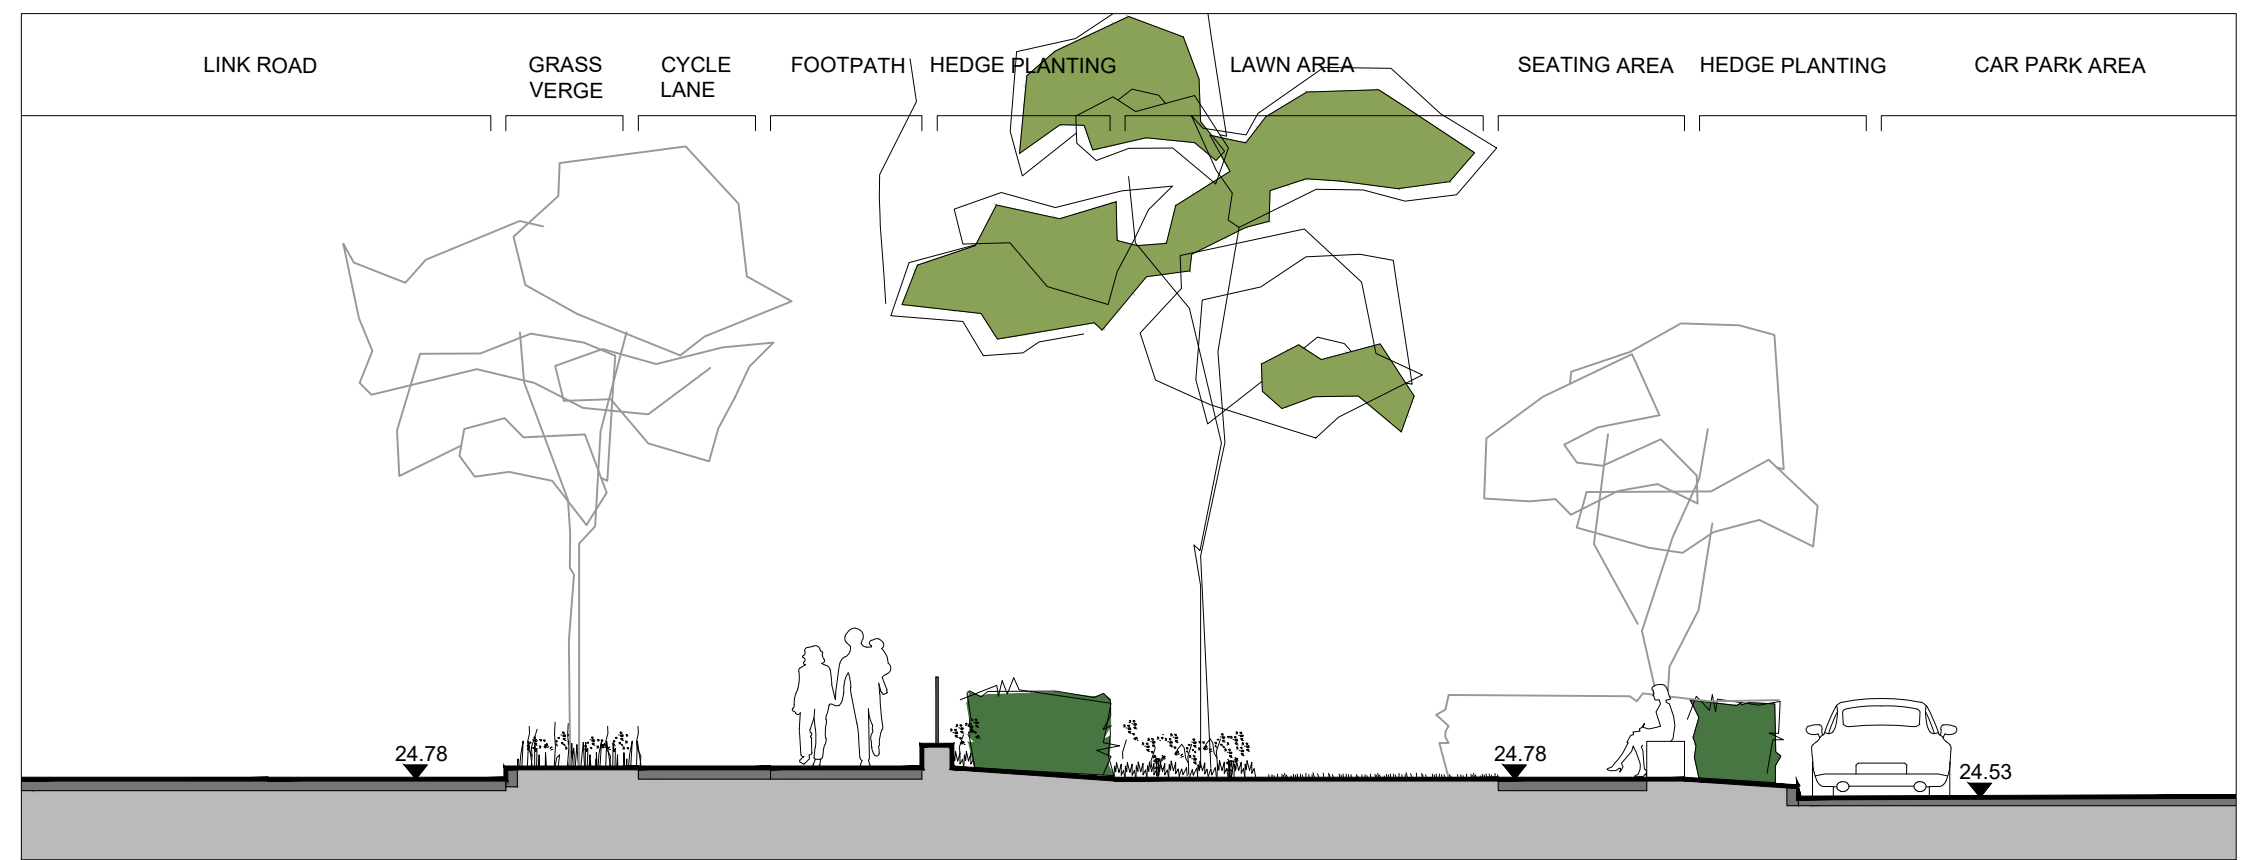 LINK ROAD
GRASS
VERGE
CYCLE
LANE
FOOTPATH
HEDGE PLANTING
LAWN AREA
SEATING AREA
HEDGE PLANTING
CAR PARK AREA
24.78
24.78
24.53